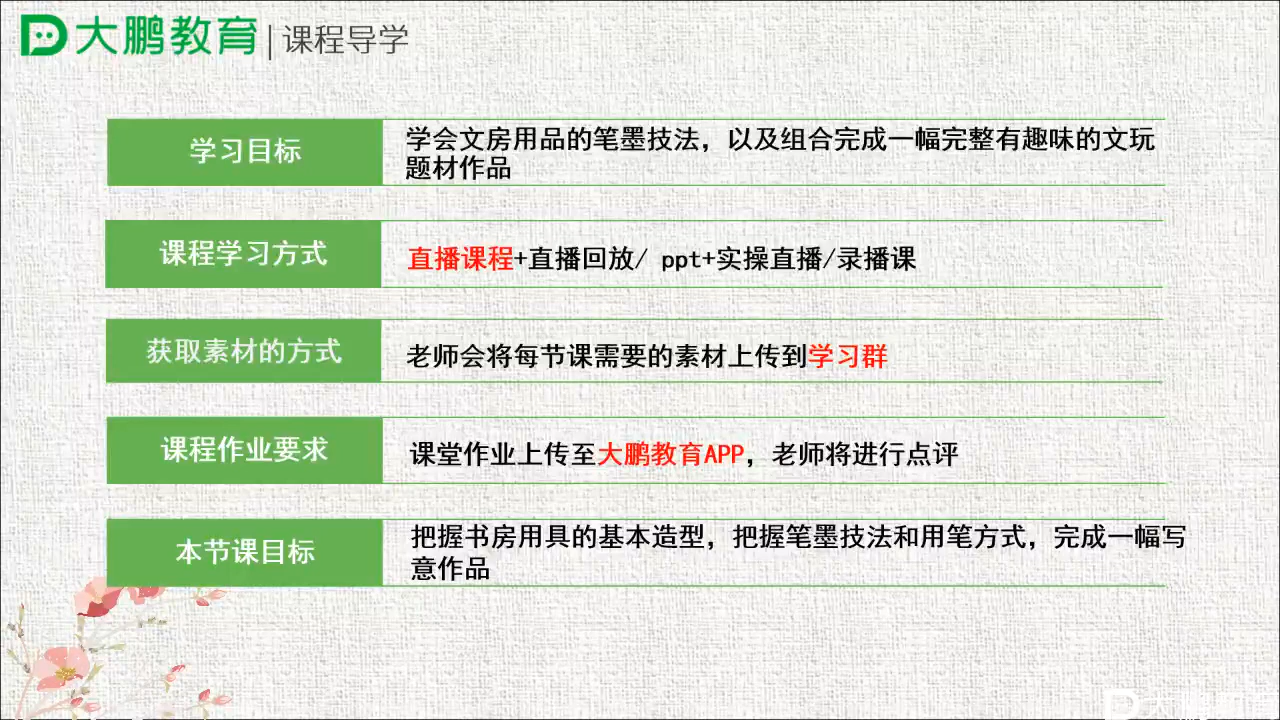 大鹏教育|课程导学
学习目标
学会文房用品的笔墨技法，以及组合完成一幅完整有趣味的文玩
题材作品
课程学习方式
直播课程+直播回放/ ppt+实操直播/录播课
获取素材的方式
老师会将每节课需要的素材上传到学习群
课程作业要求
课堂作业上传至大鹏教育APP，老师将进行点评
本节课目标
把握书房用具的基本造型，把握笔墨技法和用笔方式，完成一幅写
意作品